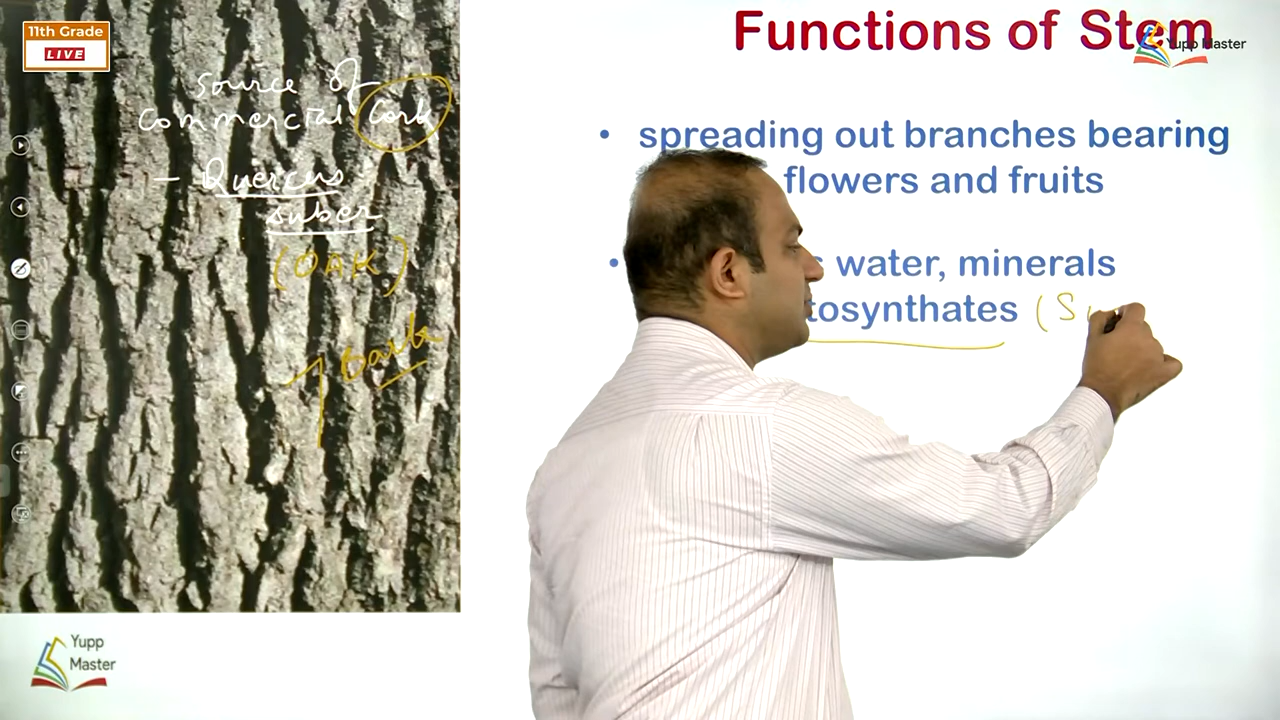 11th Grade
LIVE
Functions of Stem
Yupp Master
source of
commercial Cork
• spreading out branches bearing
flowers and fruits
- Quercus
suber
(OAK)
• water, minerals
tosynthates (S
Bark
Yupp
Master